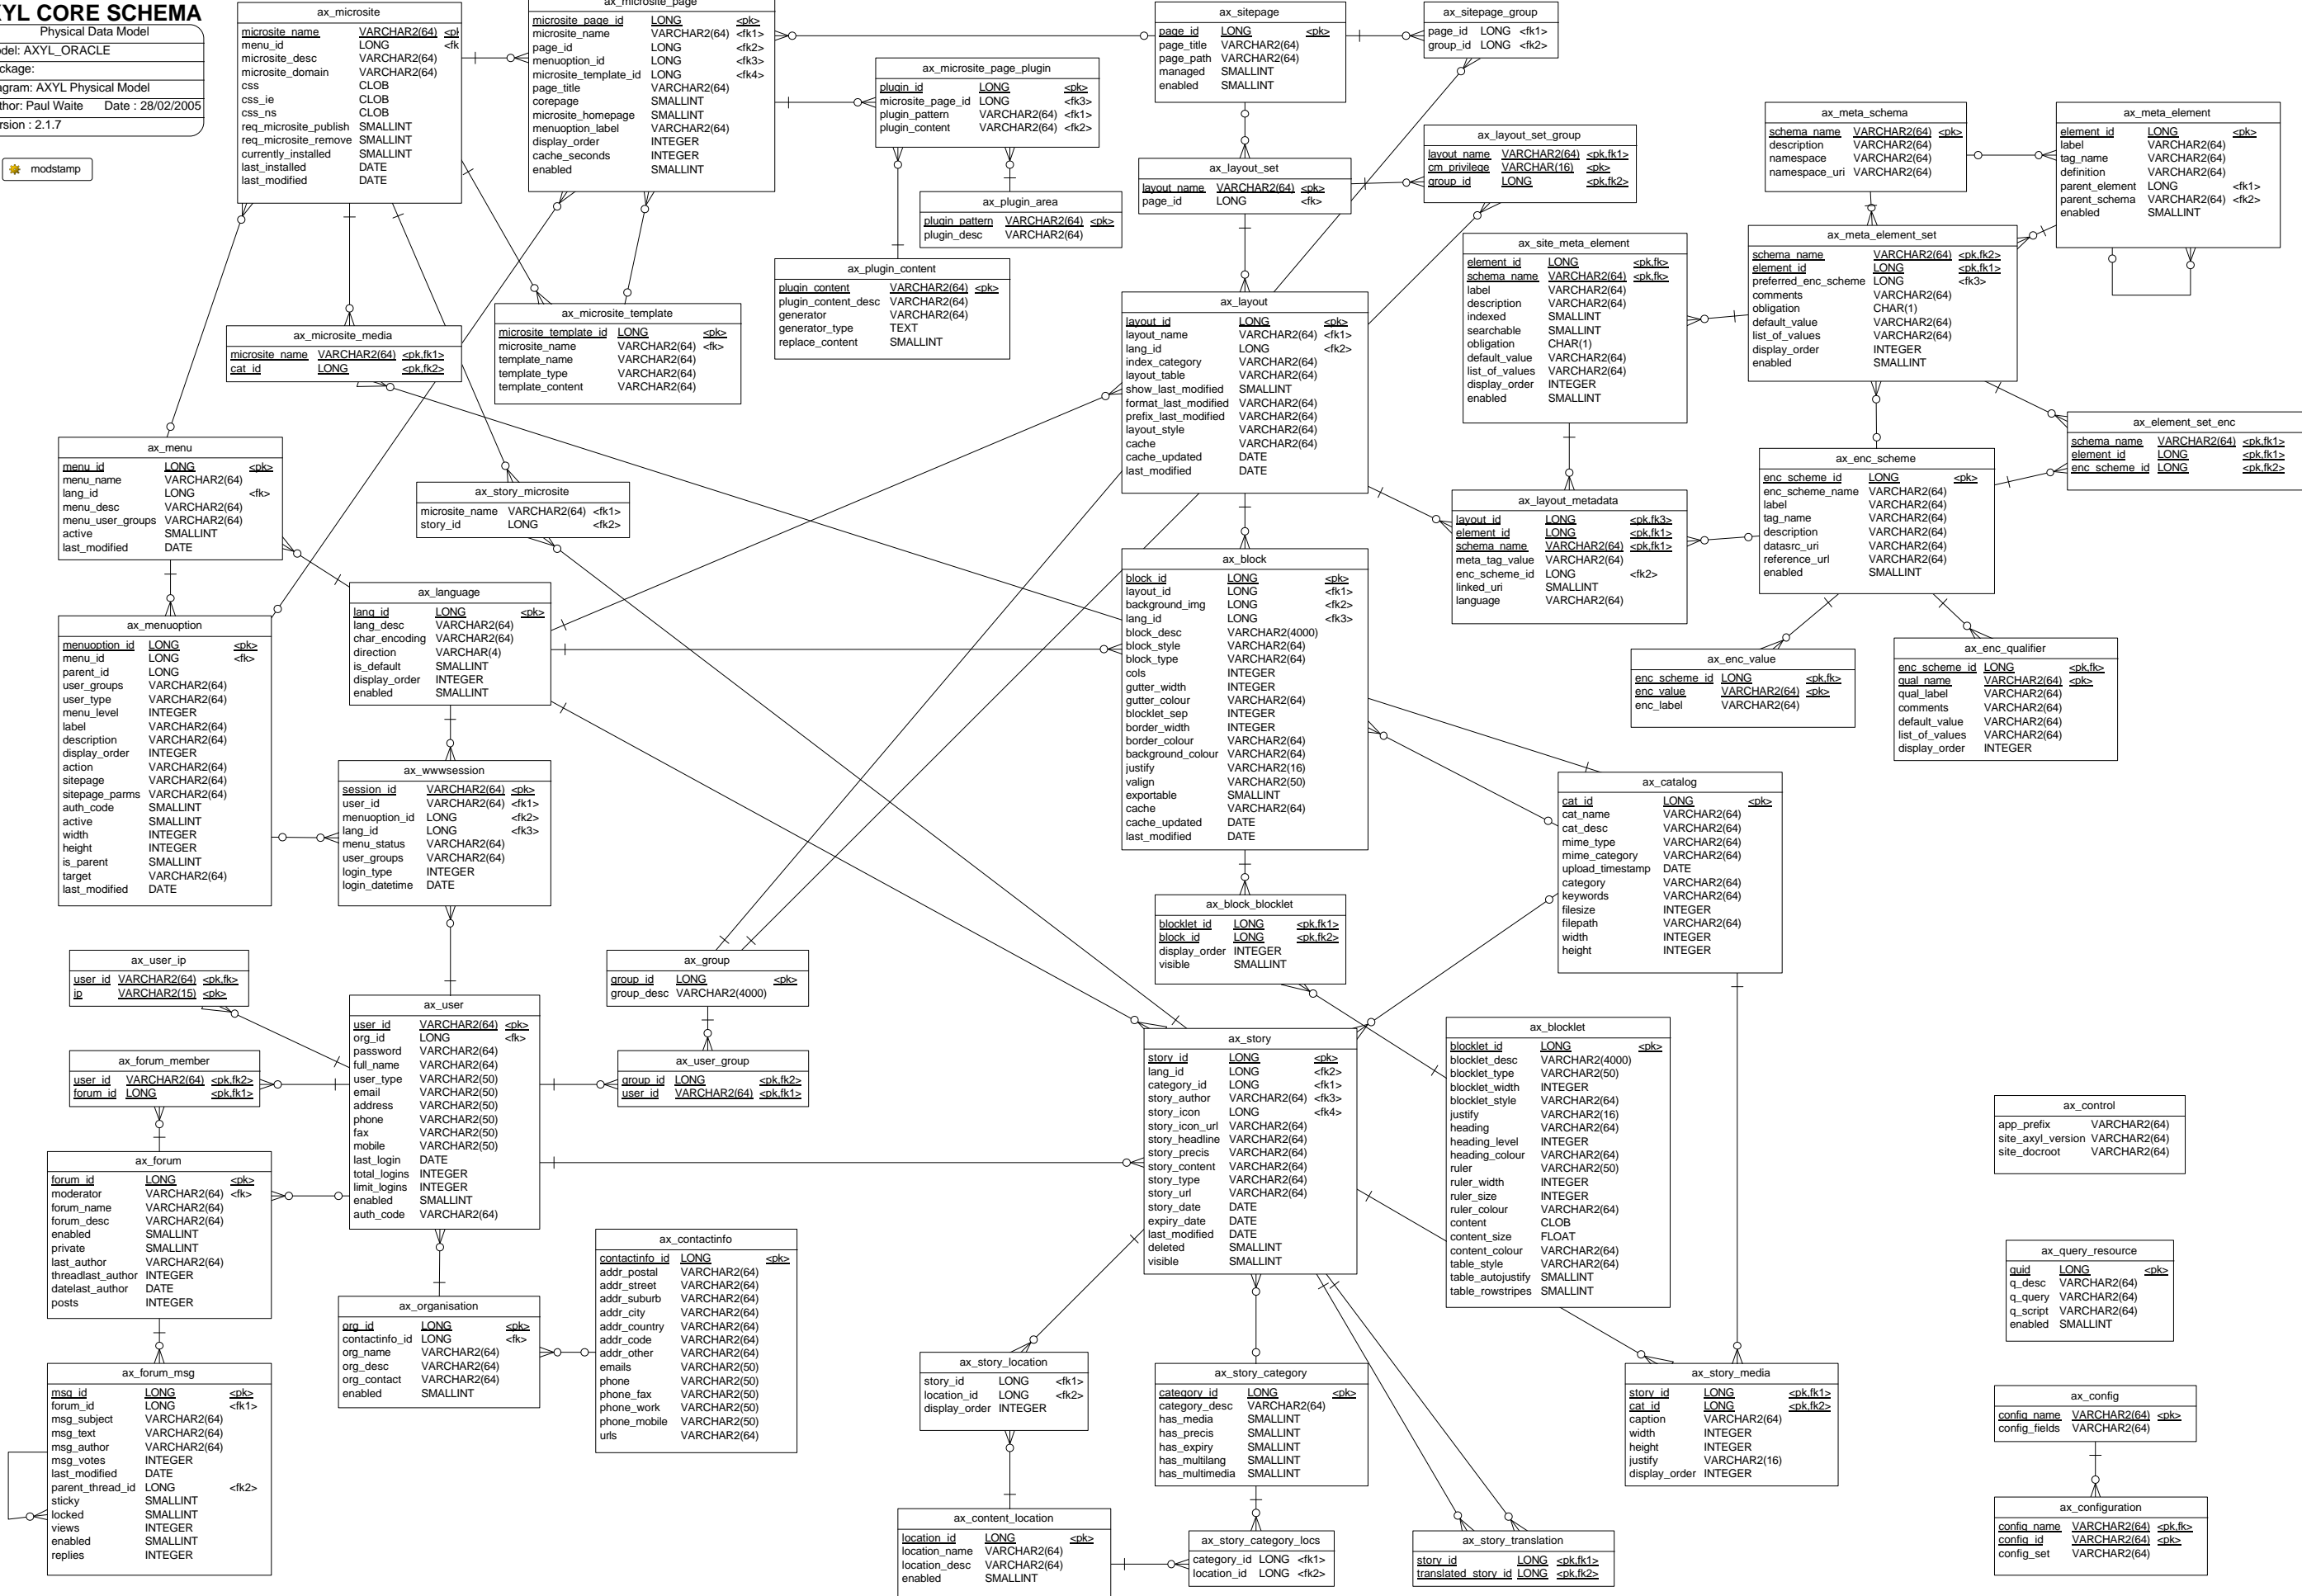 XYL CORE SCHEMA
Physical Data Model
del: AXYL_ORACLE
ckage:
agram: AXYL Physical Model
thor: Paul Waite Date : 28/02/2005
rsion : 2.1.7
modstamp
ax_microsite
microsite_name VARCHAR2(64) <pk
menu_id LONG <fk
microsite_desc VARCHAR2(64)
microsite_domain VARCHAR2(64)
css CLOB
css_ie CLOB
css_ns CLOB
req_microsite_publish SMALLINT
req_microsite_remove SMALLINT
currently_installed SMALLINT
last_installed DATE
last_modified DATE
ax_microsite_page
microsite_page_id LONG <pk>
microsite_name VARCHAR2(64) <fk1>
page_id LONG <fk2>
menuoption_id LONG <fk3>
microsite_template_id LONG <fk4>
page_title VARCHAR2(64)
corepage SMALLINT
microsite_homepage SMALLINT
menuoption_label VARCHAR2(64)
display_order INTEGER
cache_seconds INTEGER
enabled SMALLINT
ax_microsite_page_plugin
plugin_id LONG <pk>
microsite_page_id LONG <fk3>
plugin_pattern VARCHAR2(64) <fk1>
plugin_content VARCHAR2(64) <fk2>
ax_plugin_area
plugin_pattern VARCHAR2(64) <pk>
plugin_desc VARCHAR2(64)
ax_plugin_content
plugin_content VARCHAR2(64) <pk>
plugin_content_desc VARCHAR2(64)
generator VARCHAR2(64)
generator_type TEXT
replace_content SMALLINT
ax_sitepage
page_id LONG <pk>
page_title VARCHAR2(64)
page_path VARCHAR2(64)
managed SMALLINT
enabled SMALLINT
ax_sitepage_group
page_id LONG <fk1>
group_id LONG <fk2>
ax_layout_set_group
layout_name VARCHAR2(64) <pk,fk1>
cm_privilege VARCHAR(16) <pk>
group_id LONG <pk,fk2>
ax_layout_set
layout_name VARCHAR2(64) <pk>
page_id LONG <fk>
ax_meta_schema
schema_name VARCHAR2(64) <pk>
description VARCHAR2(64)
namespace VARCHAR2(64)
namespace_uri VARCHAR2(64)
ax_meta_element
element_id LONG <pk>
label VARCHAR2(64)
tag_name VARCHAR2(64)
definition VARCHAR2(64)
parent_element LONG <fk1>
parent_schema VARCHAR2(64) <fk2>
enabled SMALLINT
ax_meta_element_set
schema_name VARCHAR2(64) <pk,fk2>
element_id LONG <pk,fk1>
preferred_enc_scheme LONG <fk3>
comments VARCHAR2(64)
obligation CHAR(1)
default_value VARCHAR2(64)
list_of_values VARCHAR2(64)
display_order INTEGER
enabled SMALLINT
ax_site_meta_element
element_id LONG <pk,fk>
schema_name VARCHAR2(64) <pk,fk>
label VARCHAR2(64)
description VARCHAR2(64)
indexed SMALLINT
searchable SMALLINT
obligation CHAR(1)
default_value VARCHAR2(64)
list_of_values VARCHAR2(64)
display_order INTEGER
enabled SMALLINT
ax_microsite_media
microsite_name VARCHAR2(64) <pk,fk1>
cat_id LONG <pk,fk2>
ax_microsite_template
microsite_template_id LONG <pk>
microsite_name VARCHAR2(64) <fk>
template_name VARCHAR2(64)
template_type VARCHAR2(64)
template_content VARCHAR2(64)
ax_layout
layout_id LONG <pk>
layout_name VARCHAR2(64) <fk1>
lang_id LONG <fk2>
index_category VARCHAR2(64)
layout_table VARCHAR2(64)
show_last_modified SMALLINT
format_last_modified VARCHAR2(64)
prefix_last_modified VARCHAR2(64)
layout_style VARCHAR2(64)
cache VARCHAR2(64)
cache_updated DATE
last_modified DATE
ax_element_set_enc
schema_name VARCHAR2(64) <pk,fk1>
element_id LONG <pk,fk1>
enc_scheme_id LONG <pk,fk2>
ax_enc_scheme
enc_scheme_id LONG <pk>
enc_scheme_name VARCHAR2(64)
label VARCHAR2(64)
tag_name VARCHAR2(64)
description VARCHAR2(64)
datasrc_uri VARCHAR2(64)
reference_url VARCHAR2(64)
enabled SMALLINT
ax_layout_metadata
layout_id LONG <pk,fk3>
element_id LONG <pk,fk1>
schema_name VARCHAR2(64) <pk,fk1>
meta_tag_value VARCHAR2(64)
enc_scheme_id LONG <fk2>
linked_uri SMALLINT
language VARCHAR2(64)
ax_menu
menu_id LONG <pk>
menu_name VARCHAR2(64)
lang_id LONG <fk>
menu_desc VARCHAR2(64)
menu_user_groups VARCHAR2(64)
active SMALLINT
last_modified DATE
ax_story_microsite
microsite_name VARCHAR2(64) <fk1>
story_id LONG <fk2>
ax_language
lang_id LONG <pk>
lang_desc VARCHAR2(64)
char_encoding VARCHAR2(64)
direction VARCHAR(4)
is_default SMALLINT
display_order INTEGER
enabled SMALLINT
ax_block
block_id LONG <pk>
layout_id LONG <fk1>
background_img LONG <fk2>
lang_id LONG <fk3>
block_desc VARCHAR2(4000)
block_style VARCHAR2(64)
block_type VARCHAR2(64)
cols INTEGER
gutter_width INTEGER
gutter_colour VARCHAR2(64)
blocklet_sep INTEGER
border_width INTEGER
border_colour VARCHAR2(64)
background_colour VARCHAR2(64)
justify VARCHAR2(16)
valign VARCHAR2(50)
exportable SMALLINT
cache VARCHAR2(64)
cache_updated DATE
last_modified DATE
ax_menuoption
menuoption_id LONG <pk>
menu_id LONG <fk>
parent_id LONG
user_groups VARCHAR2(64)
user_type VARCHAR2(64)
menu_level INTEGER
label VARCHAR2(64)
description VARCHAR2(64)
display_order INTEGER
action VARCHAR2(64)
sitepage VARCHAR2(64)
sitepage_parms VARCHAR2(64)
auth_code SMALLINT
active SMALLINT
width INTEGER
height INTEGER
is_parent SMALLINT
target VARCHAR2(64)
last_modified DATE
ax_enc_value
enc_scheme_id LONG <pk,fk>
enc_value VARCHAR2(64) <pk>
enc_label VARCHAR2(64)
ax_enc_qualifier
enc_scheme_id LONG <pk,fk>
qual_name VARCHAR2(64) <pk>
qual_label VARCHAR2(64)
comments VARCHAR2(64)
default_value VARCHAR2(64)
list_of_values VARCHAR2(64)
display_order INTEGER
ax_wwwsession
session_id VARCHAR2(64) <pk>
user_id VARCHAR2(64) <fk1>
menuoption_id LONG <fk2>
lang_id LONG <fk3>
menu_status VARCHAR2(64)
user_groups VARCHAR2(64)
login_type INTEGER
login_datetime DATE
ax_catalog
cat_id LONG <pk>
cat_name VARCHAR2(64)
cat_desc VARCHAR2(64)
mime_type VARCHAR2(64)
mime_category VARCHAR2(64)
upload_timestamp DATE
category VARCHAR2(64)
keywords VARCHAR2(64)
filesize INTEGER
filepath VARCHAR2(64)
width INTEGER
height INTEGER
ax_block_blocklet
blocklet_id LONG <pk,fk1>
block_id LONG <pk,fk2>
display_order INTEGER
visible SMALLINT
ax_user_ip
user_id VARCHAR2(64) <pk,fk>
ip VARCHAR2(15) <pk>
ax_group
group_id LONG <pk>
group_desc VARCHAR2(4000)
ax_user
user_id VARCHAR2(64) <pk>
org_id LONG <fk>
password VARCHAR2(64)
full_name VARCHAR2(64)
user_type VARCHAR2(50)
email VARCHAR2(50)
address VARCHAR2(50)
phone VARCHAR2(50)
fax VARCHAR2(50)
mobile VARCHAR2(50)
last_login DATE
total_logins INTEGER
limit_logins INTEGER
enabled SMALLINT
auth_code VARCHAR2(64)
ax_forum_member
user_id VARCHAR2(64) <pk,fk2>
forum_id LONG <pk,fk1>
ax_user_group
group_id LONG <pk,fk2>
user_id VARCHAR2(64) <pk,fk1>
ax_story
story_id LONG <pk>
lang_id LONG <fk2>
category_id LONG <fk1>
story_author VARCHAR2(64) <fk3>
story_icon LONG <fk4>
story_icon_url VARCHAR2(64)
story_headline VARCHAR2(64)
story_precis VARCHAR2(64)
story_content VARCHAR2(64)
story_type VARCHAR2(64)
story_url VARCHAR2(64)
story_date DATE
expiry_date DATE
last_modified DATE
deleted SMALLINT
visible SMALLINT
ax_blocklet
blocklet_id LONG <pk>
blocklet_desc VARCHAR2(4000)
blocklet_type VARCHAR2(50)
blocklet_width INTEGER
blocklet_style VARCHAR2(64)
justify VARCHAR2(16)
heading VARCHAR2(64)
heading_level INTEGER
heading_colour VARCHAR2(64)
ruler VARCHAR2(50)
ruler_width INTEGER
ruler_size INTEGER
ruler_colour VARCHAR2(64)
content CLOB
content_size FLOAT
content_colour VARCHAR2(64)
table_style VARCHAR2(64)
table_autojustify SMALLINT
table_rowstripes SMALLINT
ax_control
app_prefix VARCHAR2(64)
site_axyl_version VARCHAR2(64)
site_docroot VARCHAR2(64)
ax_forum
forum_id LONG <pk>
moderator VARCHAR2(64) <fk>
forum_name VARCHAR2(64)
forum_desc VARCHAR2(64)
enabled SMALLINT
private SMALLINT
last_author VARCHAR2(64)
threadlast_author INTEGER
datelast_author DATE
posts INTEGER
ax_contactinfo
contactinfo_id LONG <pk>
addr_postal VARCHAR2(64)
addr_street VARCHAR2(64)
addr_suburb VARCHAR2(64)
addr_city VARCHAR2(64)
addr_country VARCHAR2(64)
addr_code VARCHAR2(64)
addr_other VARCHAR2(64)
emails VARCHAR2(50)
phone VARCHAR2(50)
phone_fax VARCHAR2(50)
phone_work VARCHAR2(50)
phone_mobile VARCHAR2(50)
urls VARCHAR2(64)
ax_query_resource
quid LONG <pk>
q_desc VARCHAR2(64)
q_query VARCHAR2(64)
q_script VARCHAR2(64)
enabled SMALLINT
ax_organisation
org_id LONG <pk>
contactinfo_id LONG <fk>
org_name VARCHAR2(64)
org_desc VARCHAR2(64)
org_contact VARCHAR2(64)
enabled SMALLINT
ax_forum_msg
msg_id LONG <pk>
forum_id LONG <fk1>
msg_subject VARCHAR2(64)
msg_text VARCHAR2(64)
msg_author VARCHAR2(64)
msg_votes INTEGER
last_modified DATE
parent_thread_id LONG <fk2>
sticky SMALLINT
locked SMALLINT
views INTEGER
enabled SMALLINT
replies INTEGER
ax_story_location
story_id LONG <fk1>
location_id LONG <fk2>
display_order INTEGER
ax_story_category
category_id LONG <pk>
category_desc VARCHAR2(64)
has_media SMALLINT
has_precis SMALLINT
has_expiry SMALLINT
has_multilang SMALLINT
has_multimedia SMALLINT
ax_story_media
story_id LONG <pk,fk1>
cat_id LONG <pk,fk2>
caption VARCHAR2(64)
width INTEGER
height INTEGER
justify VARCHAR2(16)
display_order INTEGER
ax_config
config_name VARCHAR2(64) <pk>
config_fields VARCHAR2(64)
ax_content_location
location_id LONG <pk>
location_name VARCHAR2(64)
location_desc VARCHAR2(64)
enabled SMALLINT
ax_story_category_locs
category_id LONG <fk1>
location_id LONG <fk2>
ax_story_translation
story_id LONG <pk,fk1>
translated_story_id LONG <pk,fk2>
ax_configuration
config_name VARCHAR2(64) <pk,fk>
config_id VARCHAR2(64) <pk>
config_set VARCHAR2(64)